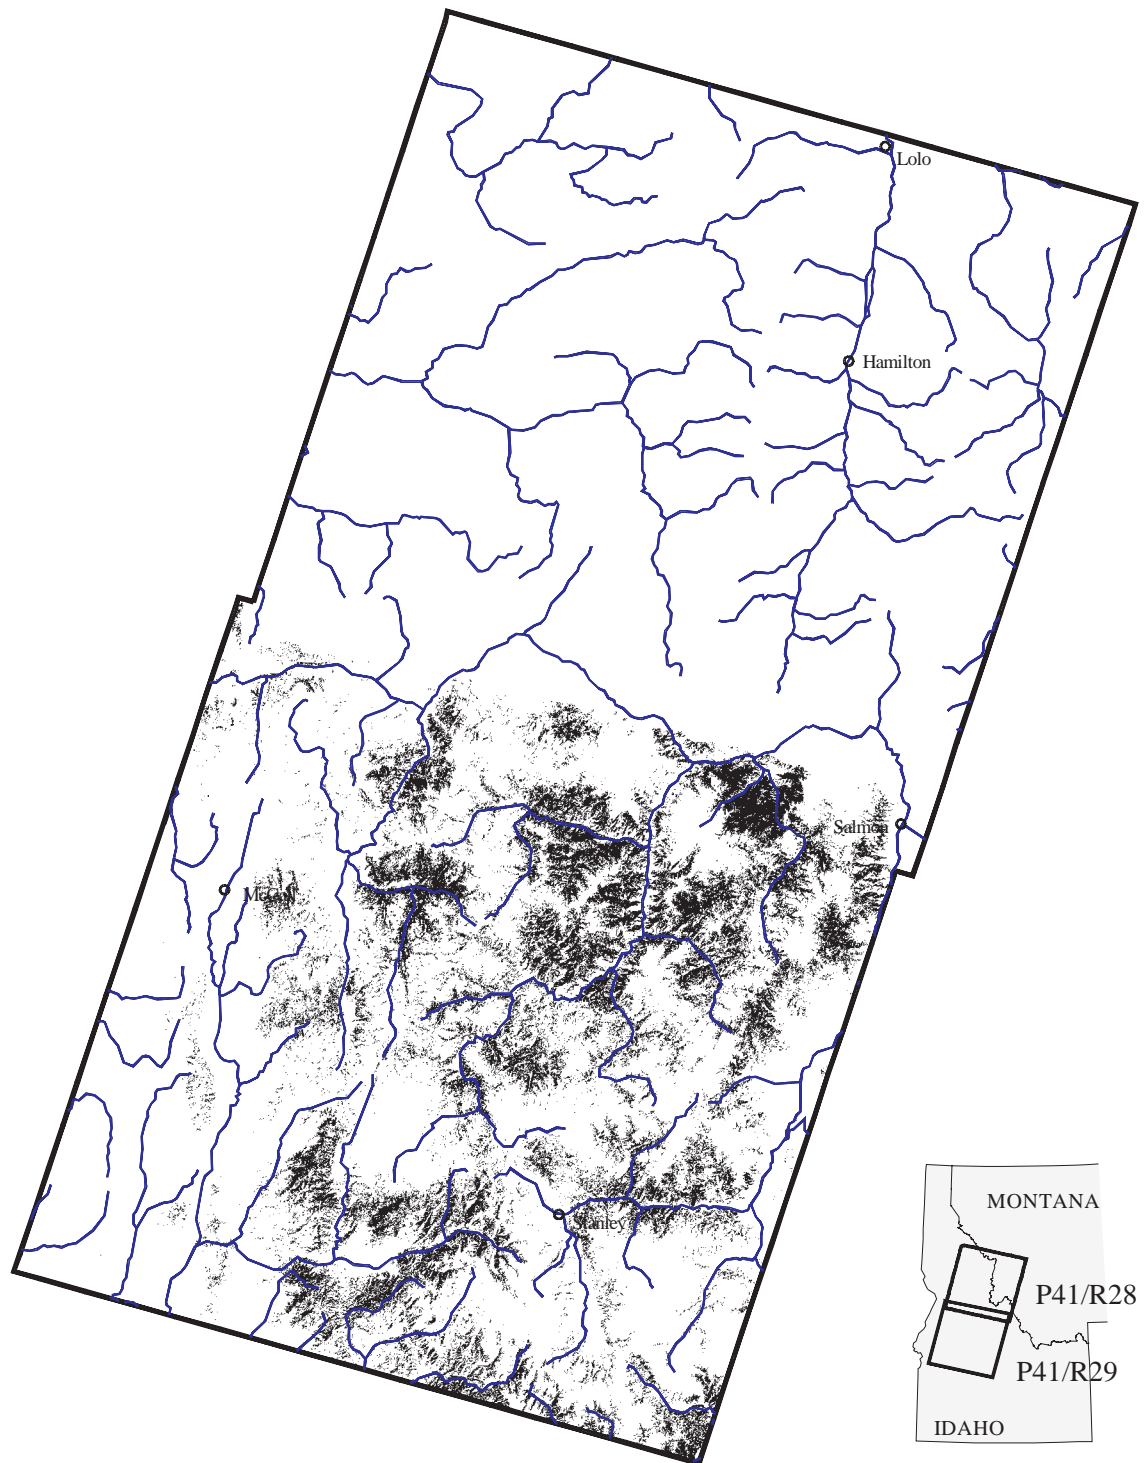 Lolo
Hamilton
Salmon
McCall
Stanley
MONTANA
P41/R28
P41/R29
IDAHO